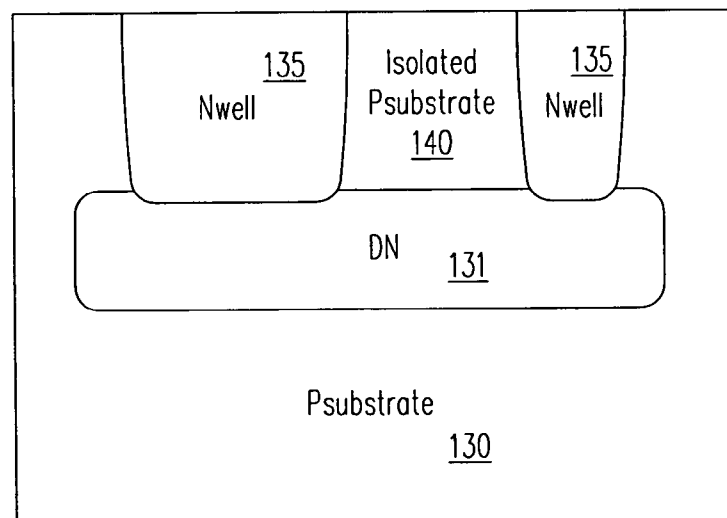 135
Nwell
Isolated
Psubstrate
140
135
Nwell
DN
131
Psubstrate
130